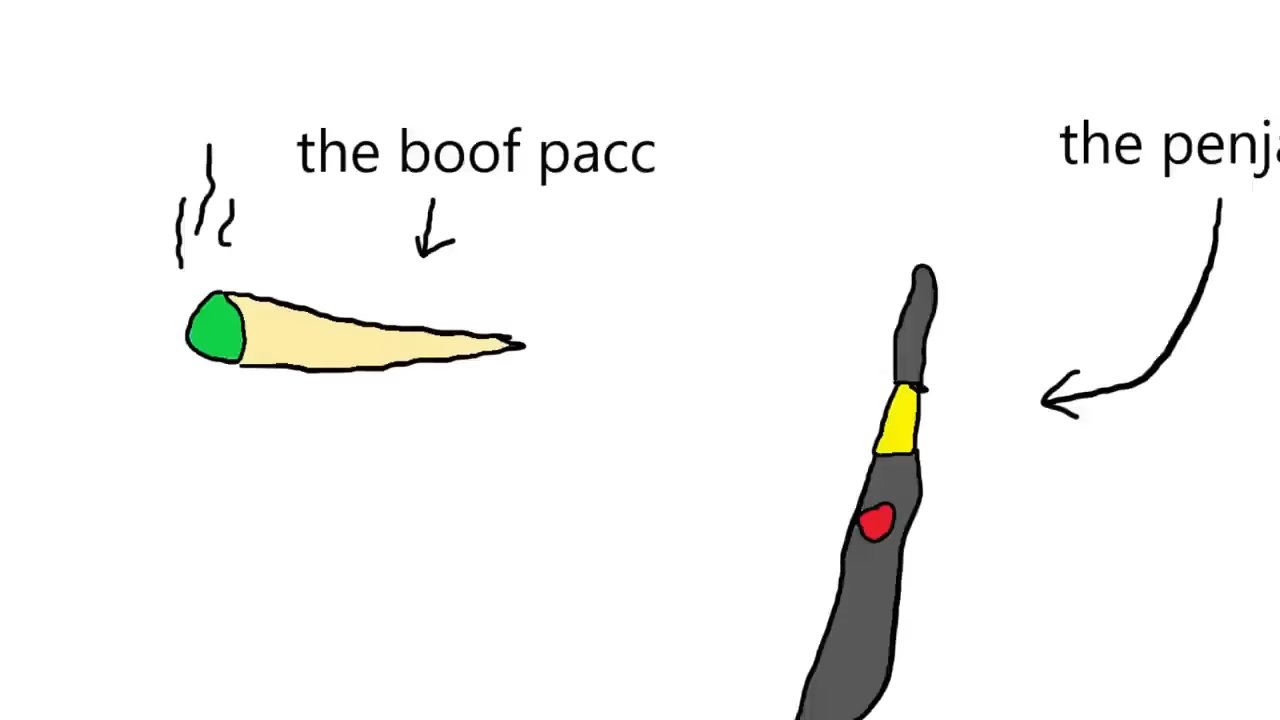 the boof pacc
the penja